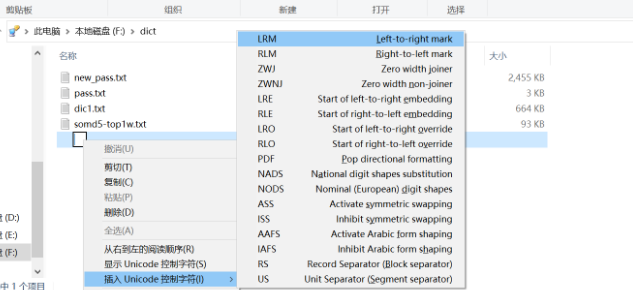 剪贴板 组织 新建 打开 选择
此电脑 › 本地磁盘 (F:) › dict
名称 大小
new_pass.txt 2,455 KB
pass.txt 3 KB
dic1.txt 664 KB
somd5-top1w.txt 93 KB
撤消(U)
剪切(T)
复制(C)
粘贴(P)
删除(D)
全选(A)
从右到左的阅读顺序(R)
显示 Unicode 控制字符(S)
插入 Unicode 控制字符(I)
LRM Left-to-right mark
RLM Right-to-left mark
ZWJ Zero width joiner
ZWNJ Zero width non-joiner
LRE Start of left-to-right embedding
RLE Start of right-to-left embedding
LRO Start of left-to-right override
RLO Start of right-to-left override
PDF Pop directional formatting
NADS National digit shapes substitution
NODS Nominal (European) digit shapes
ASS Activate symmetric swapping
ISS Inhibit symmetric swapping
AAFS Activate Arabic form shaping
IAFS Inhibit Arabic form shaping
RS Record Separator (Block separator)
US Unit Separator (Segment separator)
(D:)
(E:)
(F:)
中 1 个项目